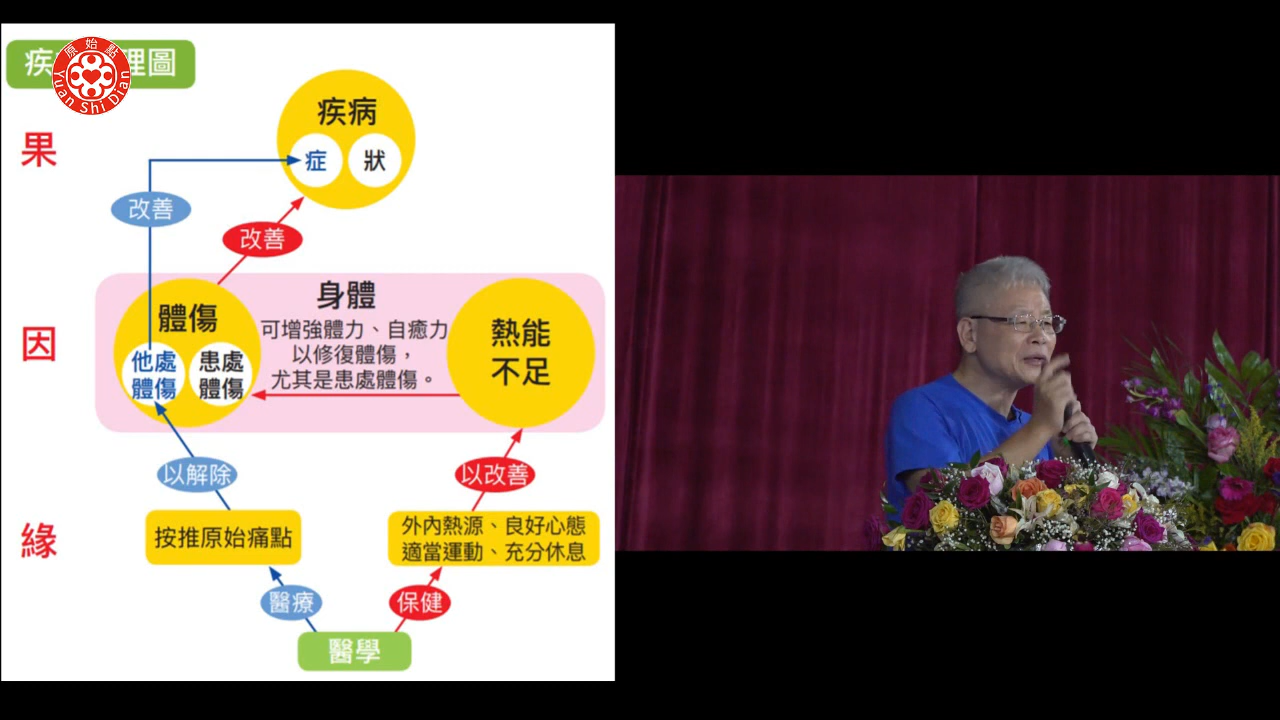 疾
理圖
原始點
Yuan Shi Dian
果
疾病
症
狀
改善
改善
身體
可增強體力、自癒力
以修復體傷，
尤其是患處體傷。
因
體傷
他處
體傷
患處
體傷
熱能
不足
以解除
以改善
緣
按推原始痛點
外內熱源、良好心態
適當運動、充分休息
醫療
保健
醫學